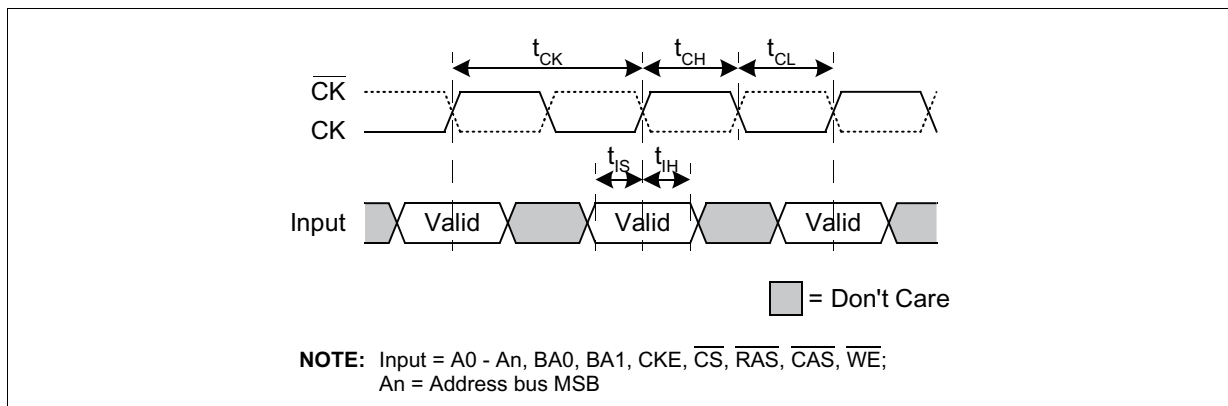 tCK tCH tCL
CK
CK
tIS tIH
Input Valid Valid Valid
= Don't Care
NOTE: Input = A0 - An, BA0, BA1, CKE, CS, RAS, CAS, WE;
An = Address bus MSB